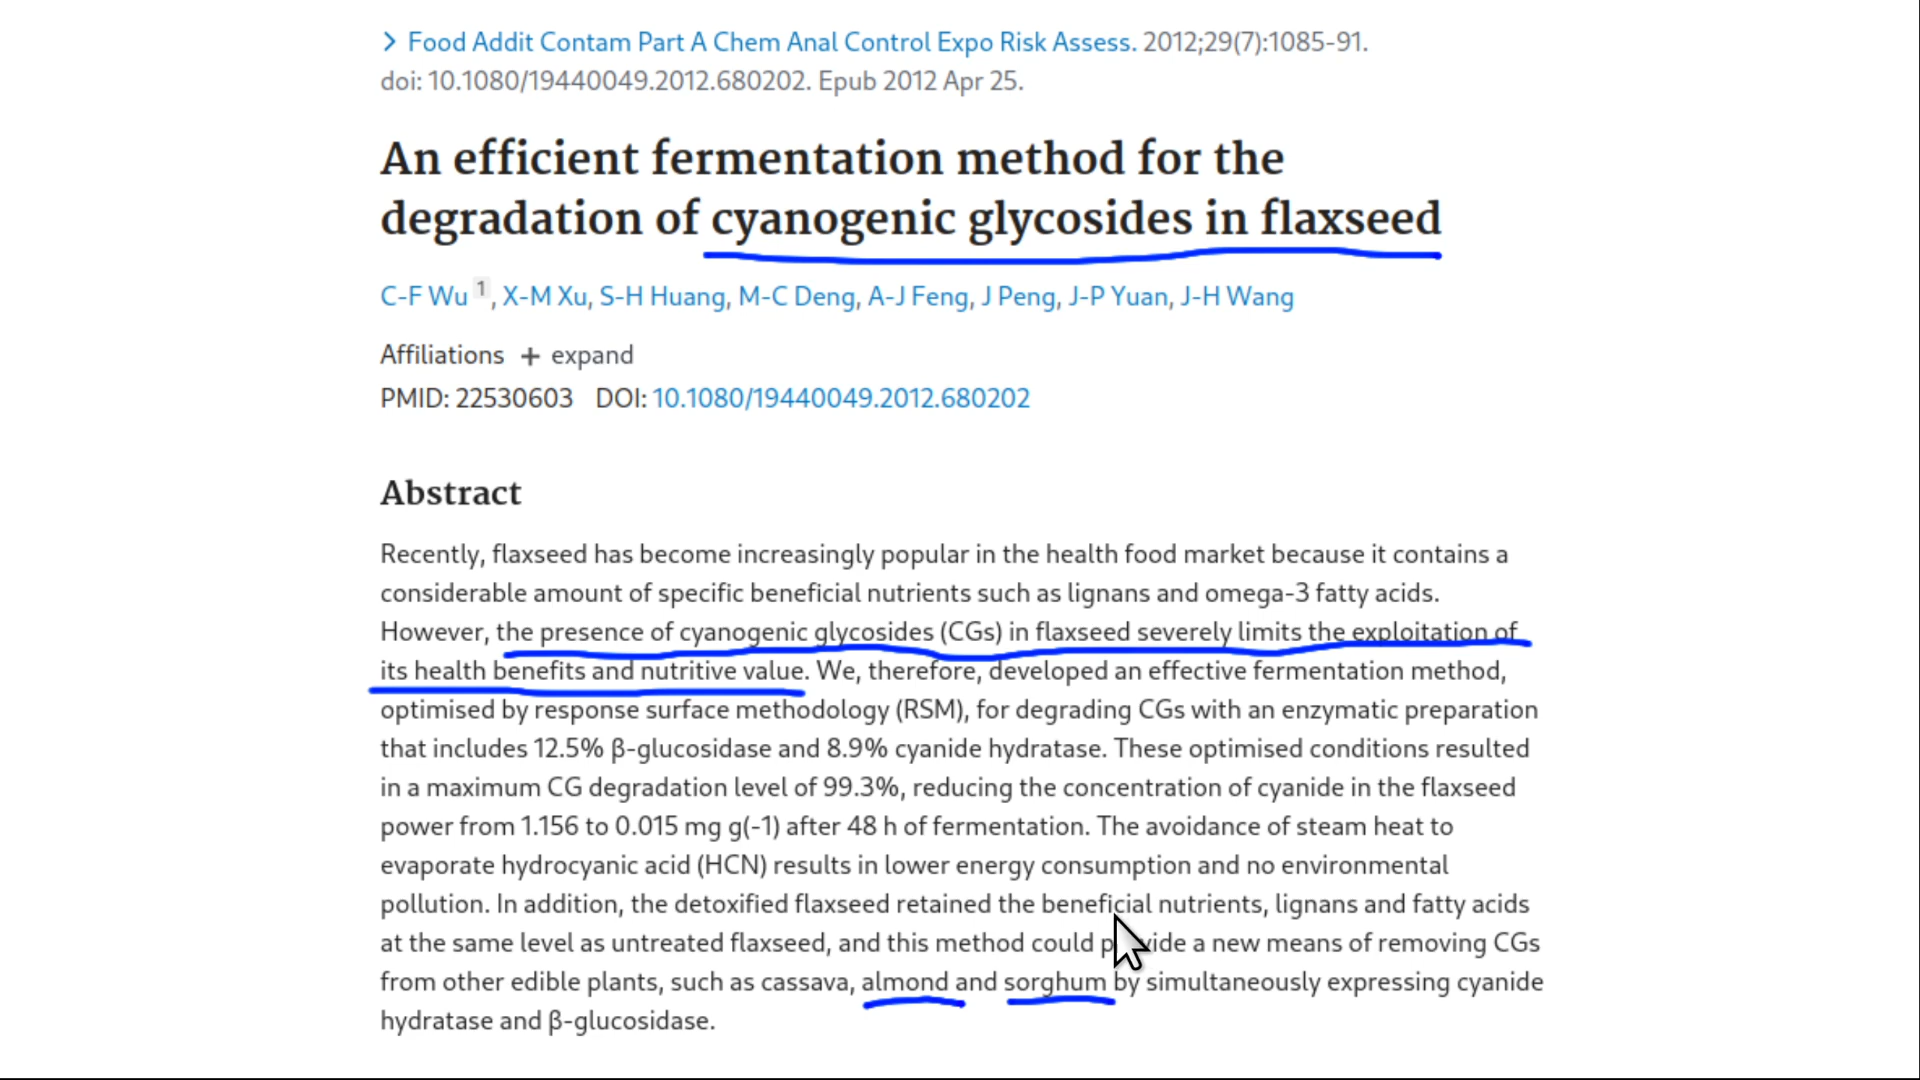 Food Addit Contam Part A Chem Anal Control Expo Risk Assess. 2012;29(7):1085-91.
doi: 10.1080/19440049.2012.680202. Epub 2012 Apr 25.
An efficient fermentation method for the
degradation of cyanogenic glycosides in flaxseed
C-F Wu 1, X-M Xu, S-H Huang, M-C Deng, A-J Feng, J Peng, J-P Yuan, J-H Wang
Affiliations + expand
PMID: 22530603 DOI: 10.1080/19440049.2012.680202
Abstract
Recently, flaxseed has become increasingly popular in the health food market because it contains a
considerable amount of specific beneficial nutrients such as lignans and omega-3 fatty acids.
However, the presence of cyanogenic glycosides (CGs) in flaxseed severely limits the exploitation of
its health benefits and nutritive value. We, therefore, developed an effective fermentation method,
optimised by response surface methodology (RSM), for degrading CGs with an enzymatic preparation
that includes 12.5% β-glucosidase and 8.9% cyanide hydratase. These optimised conditions resulted
in a maximum CG degradation level of 99.3%, reducing the concentration of cyanide in the flaxseed
power from 1.156 to 0.015 mg g(-1) after 48 h of fermentation. The avoidance of steam heat to
evaporate hydrocyanic acid (HCN) results in lower energy consumption and no environmental
pollution. In addition, the detoxified flaxseed retained the beneficial nutrients, lignans and fatty acids
at the same level as untreated flaxseed, and this method could provide a new means of removing CGs
from other edible plants, such as cassava, almond and sorghum by simultaneously expressing cyanide
hydratase and β-glucosidase.